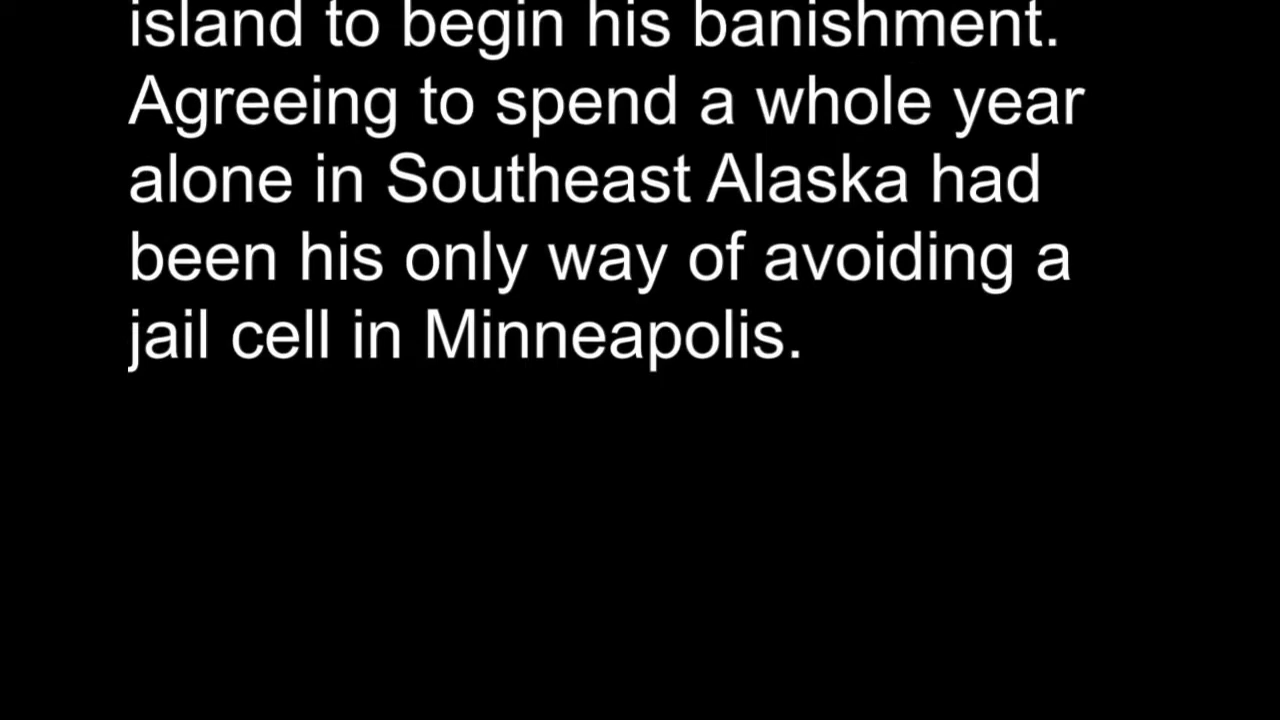 island to begin his banishment.
Agreeing to spend a whole year
alone in Southeast Alaska had
been his only way of avoiding a
jail cell in Minneapolis.